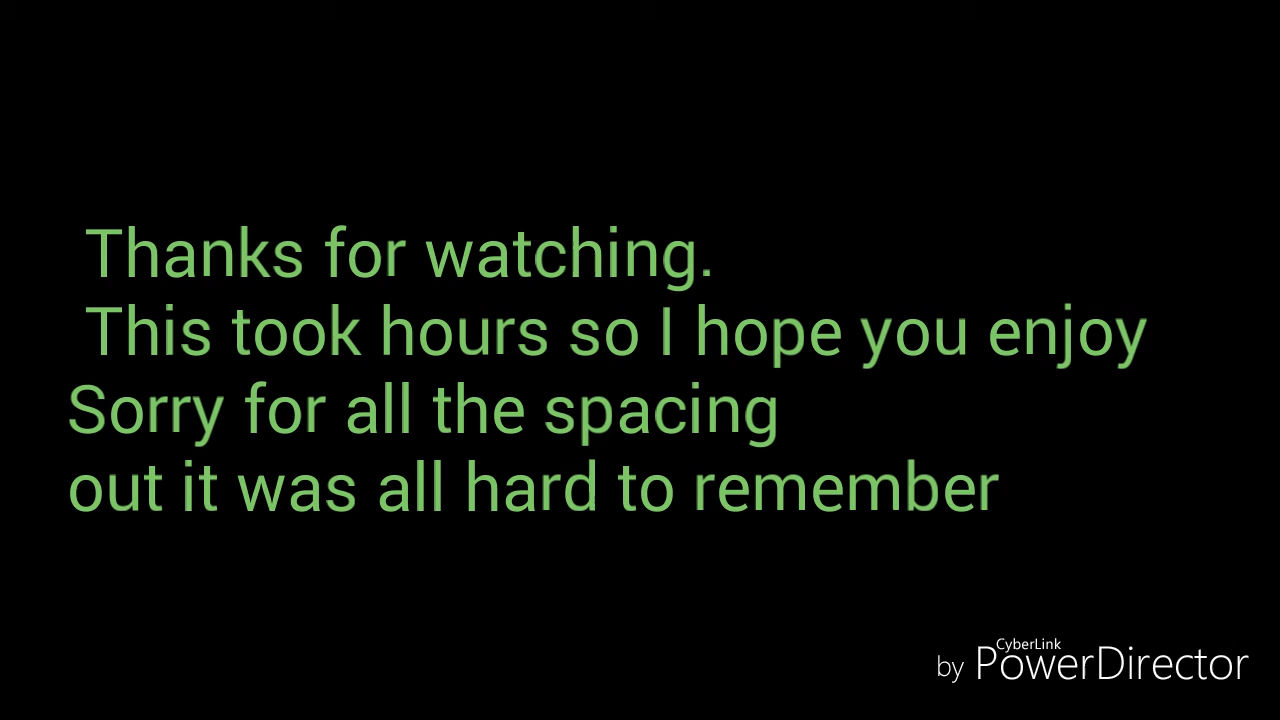 Thanks for watching.
This took hours so I hope you enjoy
Sorry for all the spacing
out it was all hard to remember
CyberLink
by PowerDirector